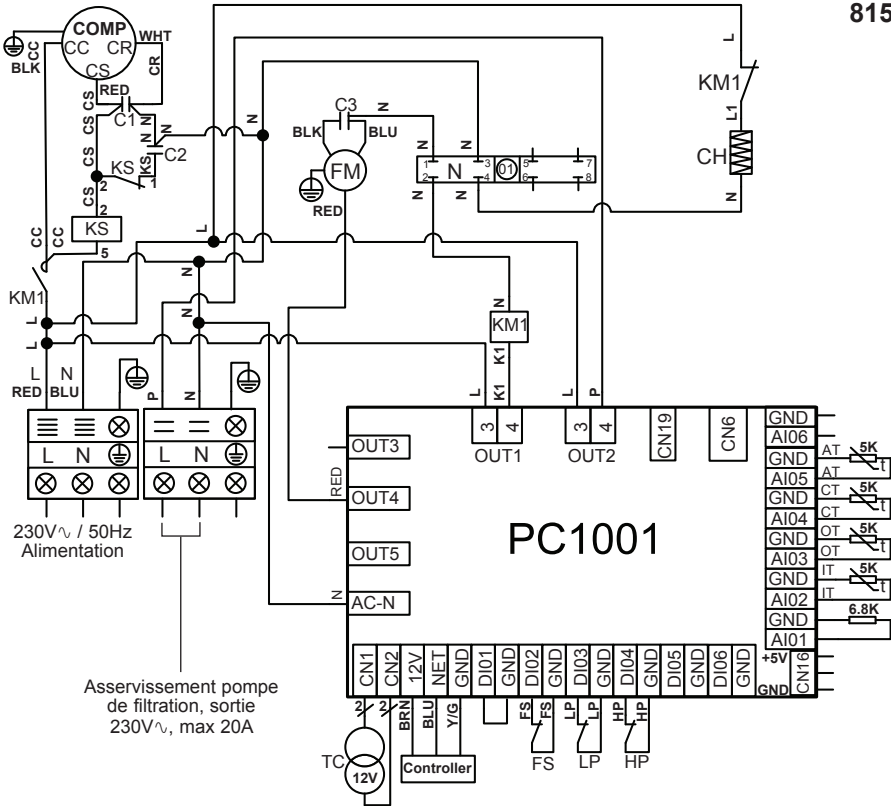 815
COMP
CC
CR
CS
CC
BLK
WHT
CR
RED
CS
CS
C1
N
N
N
C2
N
CS
KS
KS
2
1
CS
2
KS
5
CC
CC
KM1
L
L
N
N
L
C3
N
BLK
BLU
FM
RED
N
N
1
2
N
3
4
01
5
6
7
8
N
N
N
KM1
K1
L
KM1
L1
CH
N
L
N
RED
BLU
P
N
L
N
L
N
230V∿ / 50Hz
Alimentation
Asservissement pompe
de filtration, sortie
230V∿, max 20A
L
K1
L
P
3
4
OUT1
3
4
OUT2
CN19
CN6
OUT3
RED
OUT4
OUT5
N
AC-N
PC1001
GND
AI06
GND
AT
5K
t
AI05
AT
GND
CT
5K
t
AI04
CT
GND
OT
5K
t
AI03
OT
GND
IT
5K
t
AI02
IT
GND
6.8K
AI01
+5V
CN16
GND
CN1
CN2
12V
NET
GND
DI01
GND
DI02
GND
DI03
GND
DI04
GND
DI05
GND
DI06
GND
2
2
BRN
BLU
Y/G
FS
FS
LP
LP
HP
HP
TC
12V
Controller
FS
LP
HP